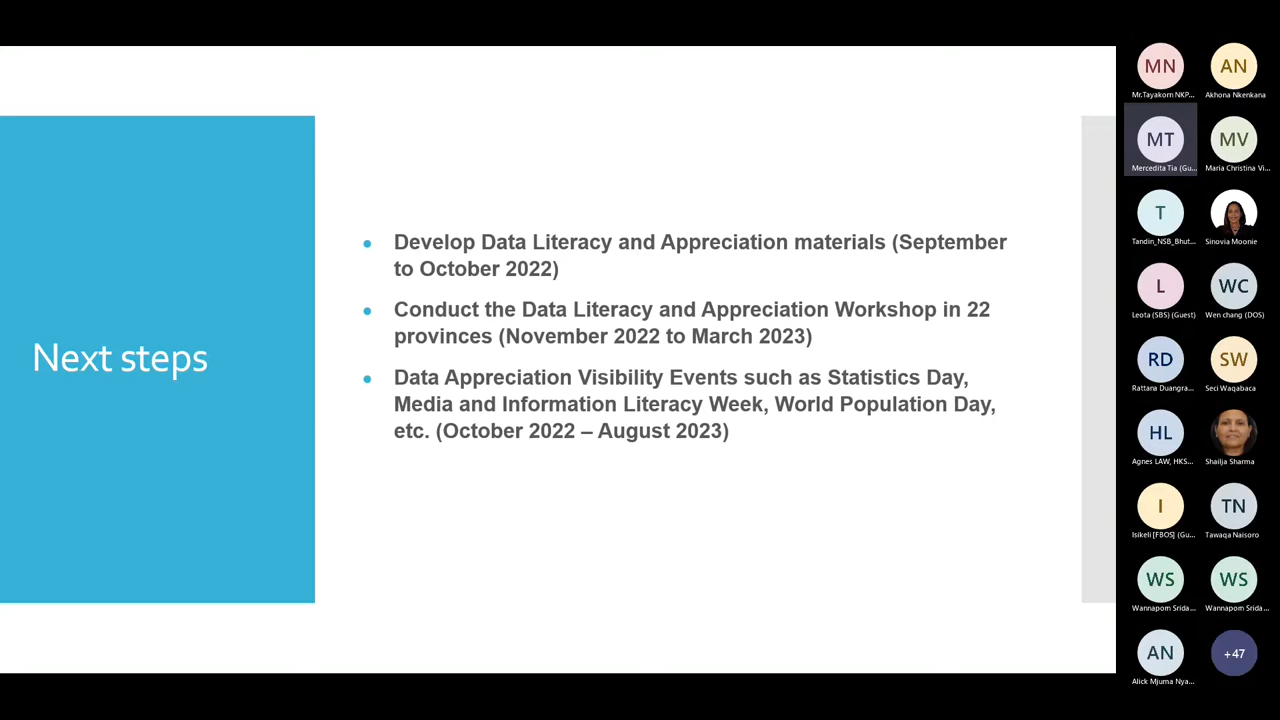 Next steps
• Develop Data Literacy and Appreciation materials (September
to October 2022)
• Conduct the Data Literacy and Appreciation Workshop in 22
provinces (November 2022 to March 2023)
• Data Appreciation Visibility Events such as Statistics Day,
Media and Information Literacy Week, World Population Day,
etc. (October 2022 – August 2023)
MN
AN
Mr.Tayakorn NKP...
Akhona Nkenkana
MT
MV
Mercedita Tia (Gu...
Maria Christina Vi...
T
Tandin_NSB_Bhut...
Sinovia Moonie
L
WC
Leota (SBS) (Guest)
Wen chang (DOS)
RD
SW
Rattana Duangra...
Seci Waqabaca
HL
Agnes LAW, HKS...
Shailja Sharma
I
TN
Isikeli [FBOS] (Gu...
Tawaqa Naisoro
WS
WS
Wannaporn Srida...
Wannaporn Srida...
AN
+47
Alick Mjuma Nya...